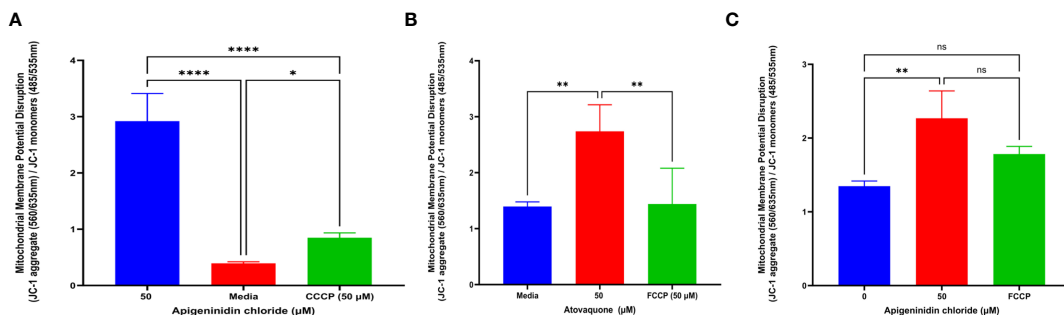 A
Mitochondrial Membrane Potential Disruption
(JC-1 aggregate (560/635nm) / JC-1 monomers (485/535nm)
4
3
2
1
0
****
****
*
50
Media
CCCP (50 µM)
Apigeninidin chloride (µM)
B
Mitochondrial Membrane Potential Disruption
(JC-1 aggregate (560/635nm) / JC-1 monomers (485/535nm)
4
3
2
1
0
**
**
Media
50
FCCP (50 µM)
Atovaquone (µM)
C
Mitochondrial Membrane Potential Disruption
(JC-1 aggregate (560/635nm) / JC-1 monomers (485/535nm)
3
2
1
0
ns
**
ns
0
50
FCCP
Apigeninidin chloride (µM)